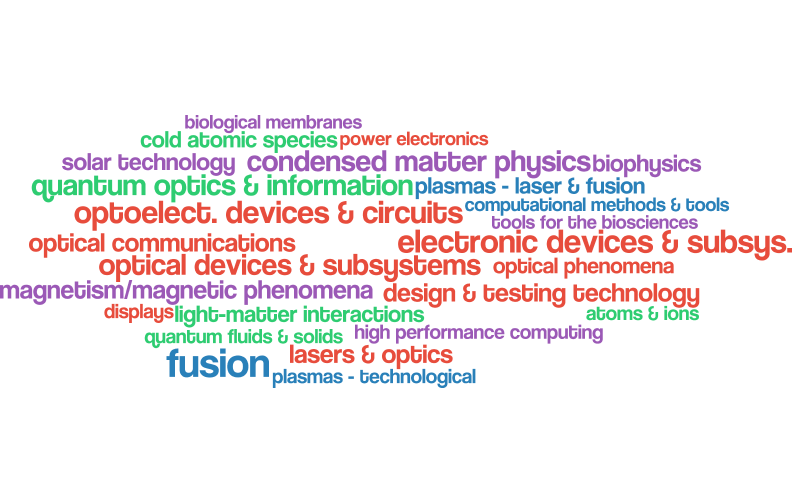 biological membranes
cold atomic species power electronics
solar technology condensed matter physics biophysics
quantum optics & information plasmas - laser & fusion
computational methods & tools
optoelect. devices & circuits
tools for the biosciences
optical communications electronic devices & subsys.
optical devices & subsystems optical phenomena
magnetism/magnetic phenomena design & testing technology
displays light-matter interactions atoms & ions
quantum fluids & solids high performance computing
fusion lasers & optics
plasmas - technological